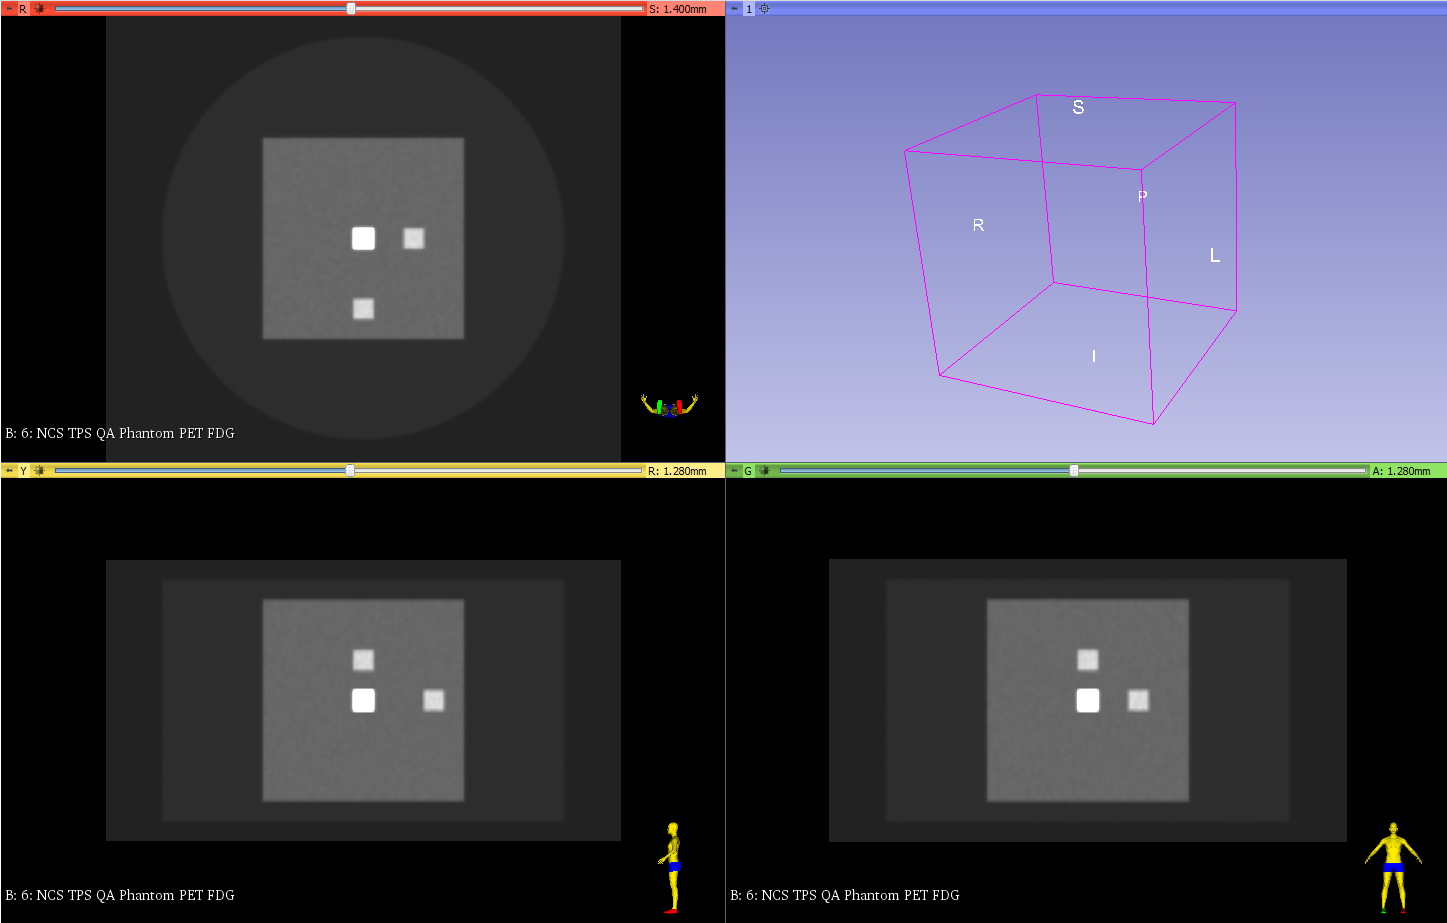 R S: 1.400mm
1
S
P
R
L
I
B: 6: NCS TPS QA Phantom PET FDG
Y R: 1.280mm
G A: 1.280mm
B: 6: NCS TPS QA Phantom PET FDG
B: 6: NCS TPS QA Phantom PET FDG